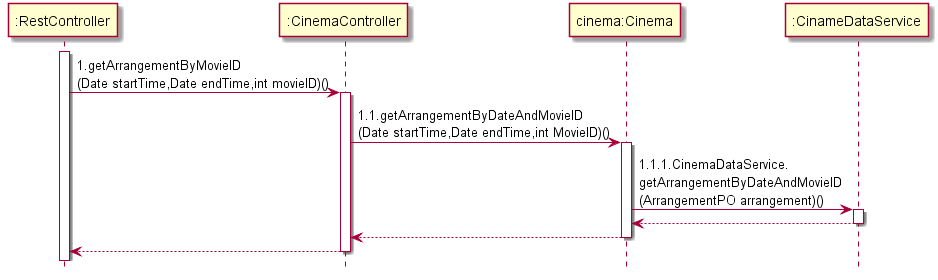 :RestController
:CinemaController
cinema:Cinema
:CinameDataService
1.getArrangementByMovieID
(Date startTime,Date endTime,int movieID)()
1.1.getArrangementByDateAndMovieID
(Date startTime,Date endTime,int MovieID)()
1.1.1.CinemaDataService.
getArrangementByDateAndMovieID
(ArrangementPO arrangement)()